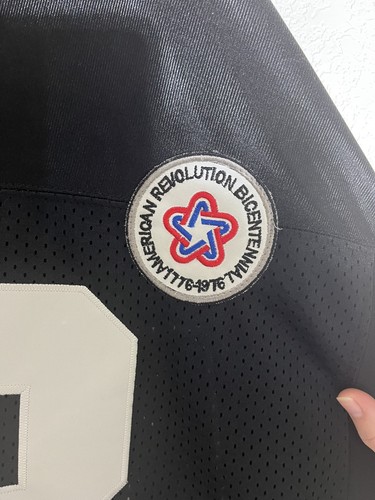 AMERICAN REVOLUTION BICENTENNIAL
1776-1976